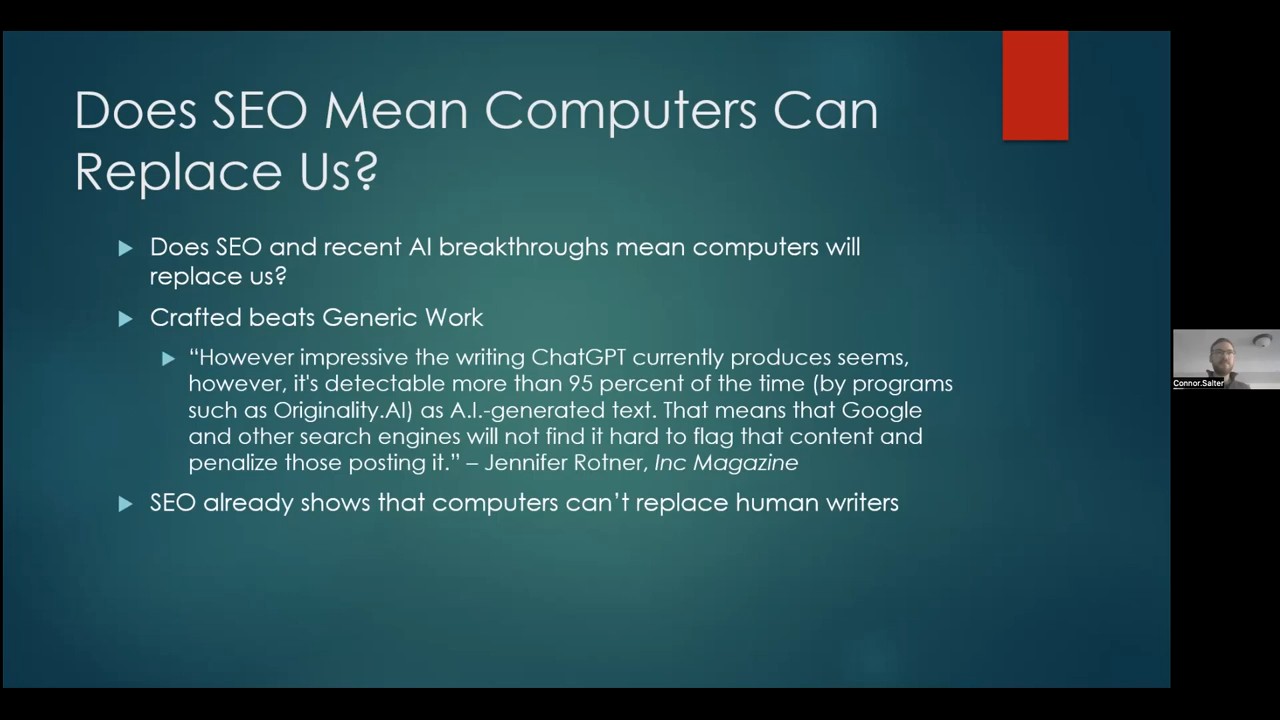 Does SEO Mean Computers Can
Replace Us?
Does SEO and recent AI breakthroughs mean computers will
replace us?
Crafted beats Generic Work
“However impressive the writing ChatGPT currently produces seems,
however, it's detectable more than 95 percent of the time (by programs
such as Originality.AI) as A.I.-generated text. That means that Google
and other search engines will not find it hard to flag that content and
penalize those posting it.” – Jennifer Rotner, Inc Magazine
SEO already shows that computers can’t replace human writers
Connor.Salter